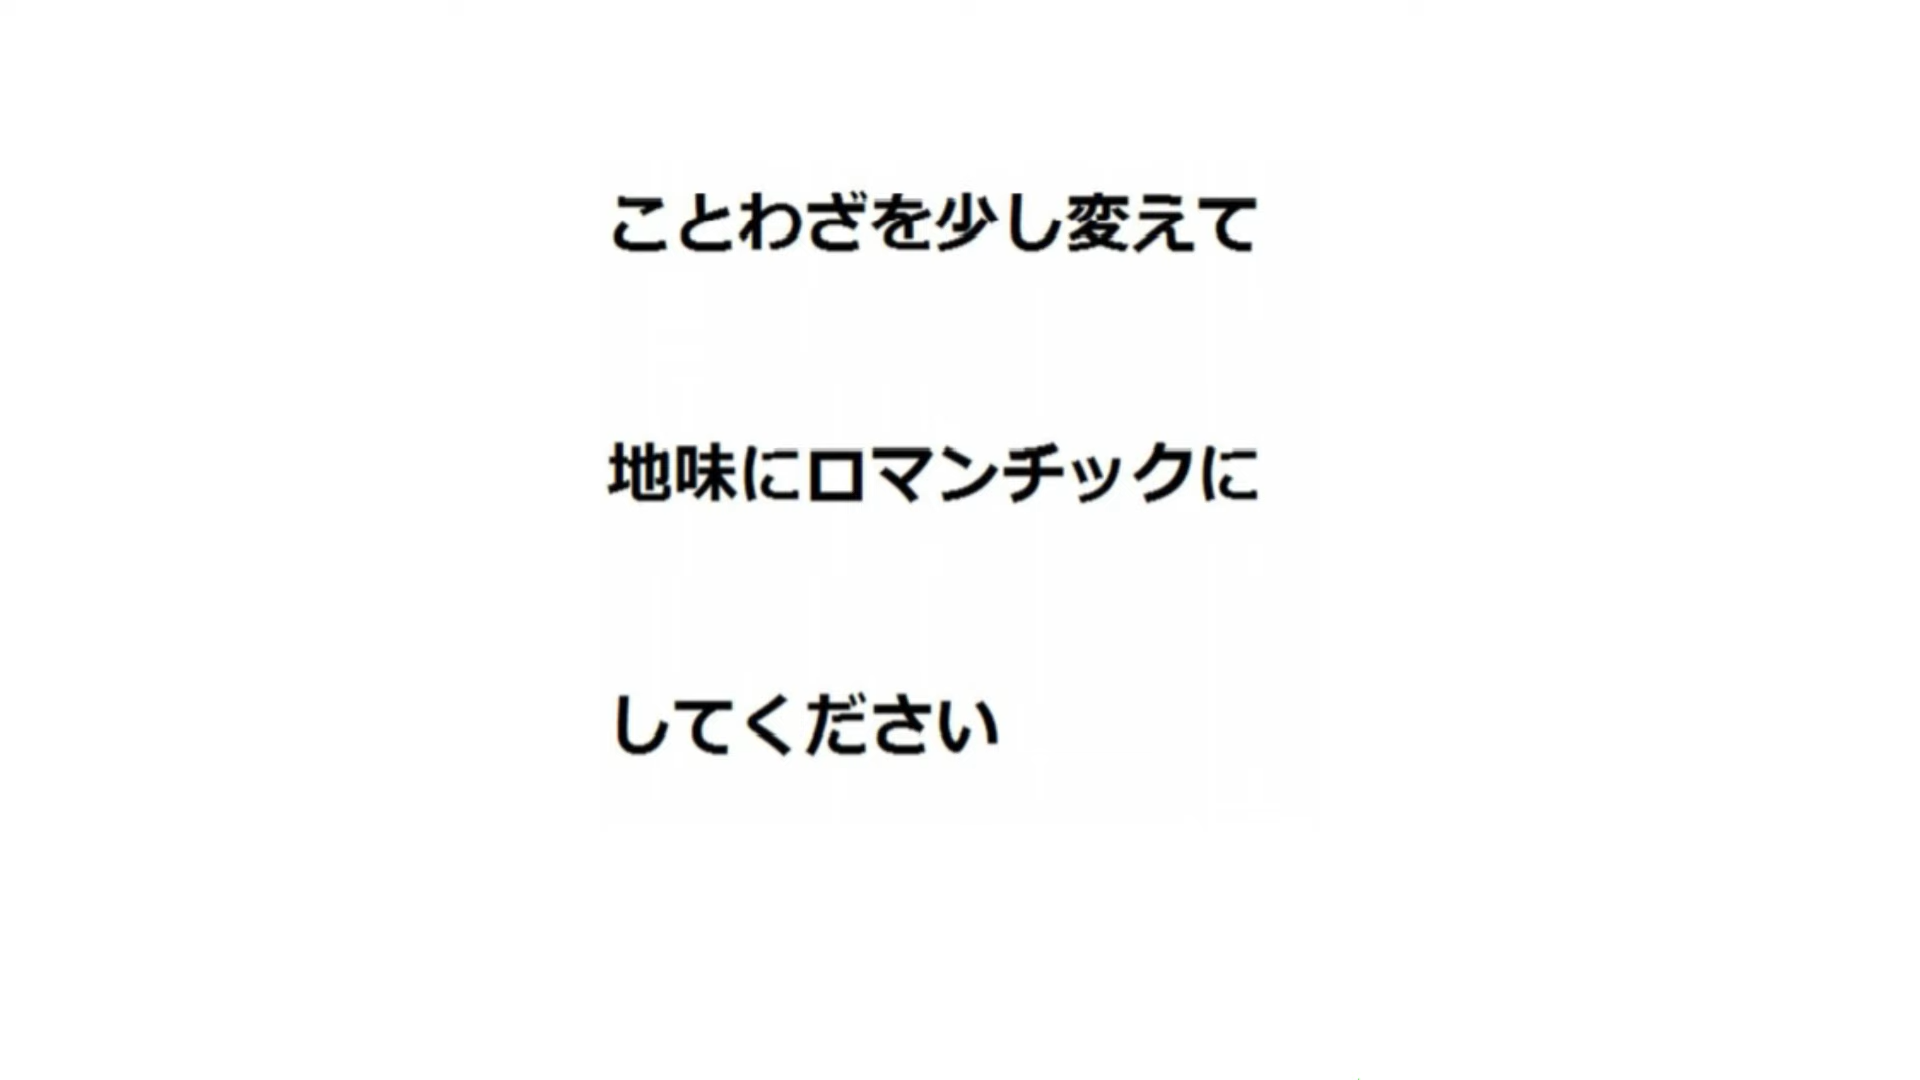 ことわざを少し変えて
地味にロマンチックに
してください